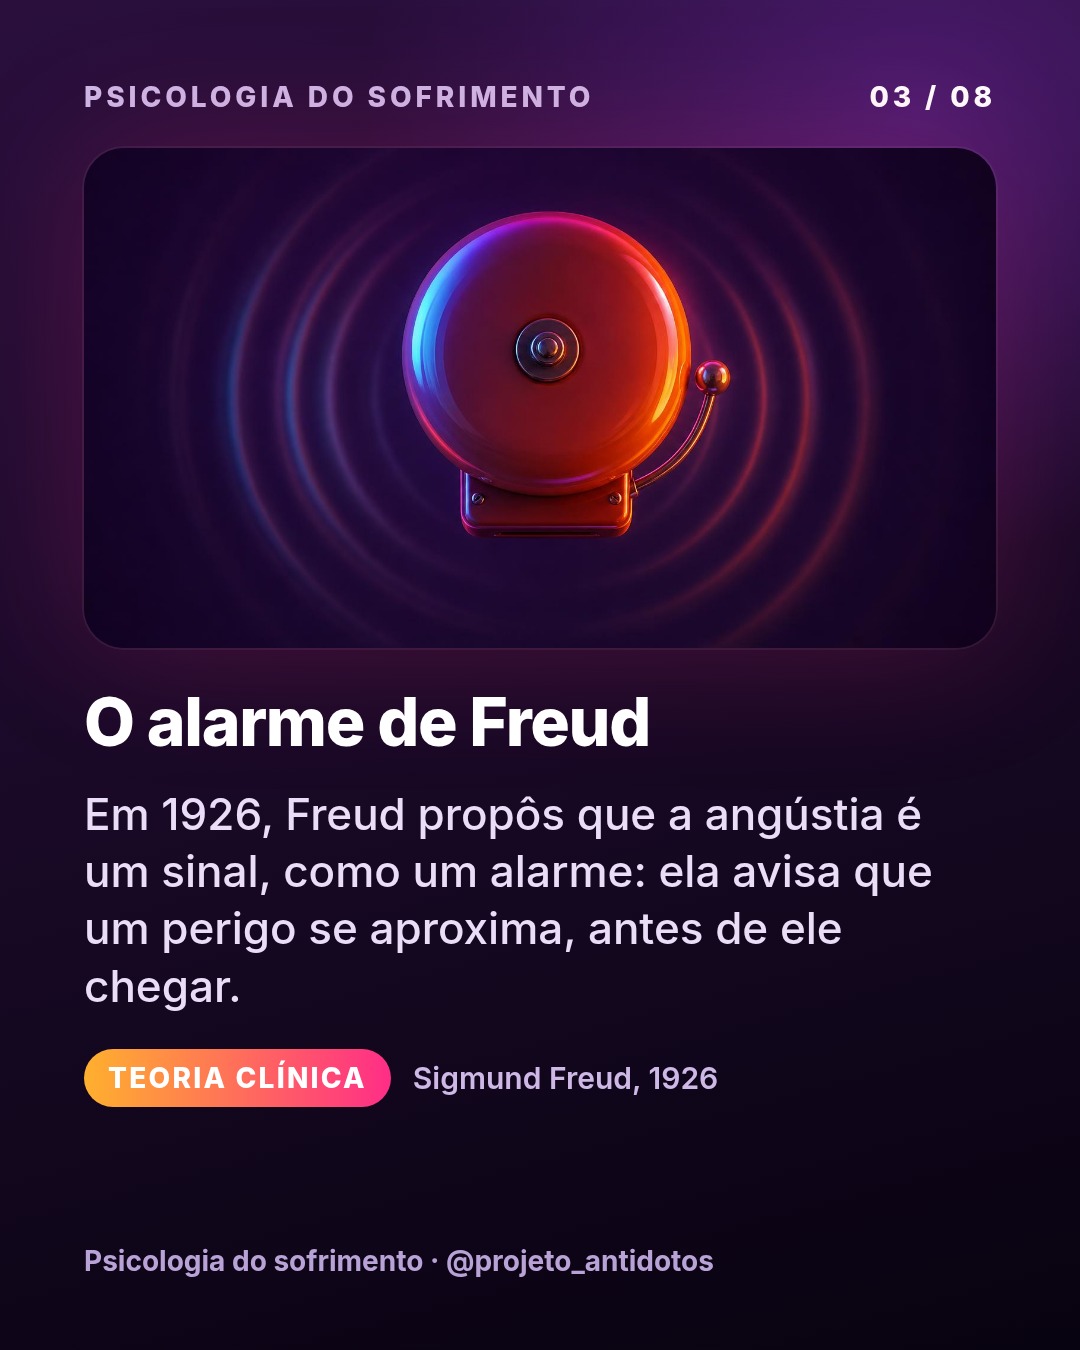 PSICOLOGIA DO SOFRIMENTO
03 / 08
O alarme de Freud
Em 1926, Freud propôs que a angústia é
um sinal, como um alarme: ela avisa que
um perigo se aproxima, antes de ele
chegar.
TEORIA CLÍNICA
Sigmund Freud, 1926
Psicologia do sofrimento · @projeto_antidotos